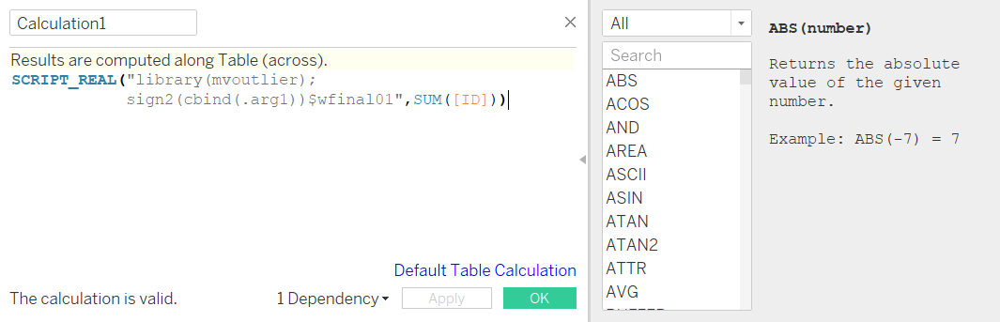 Calculation1
Results are computed along Table (across).
SCRIPT_REAL("library(mvoutlier);
sign2(cbind(.arg1))$wfinal01",SUM([ID]))
Default Table Calculation
The calculation is valid.
1 Dependency
Apply
OK
All
Search
ABS
ACOS
AND
AREA
ASCII
ASIN
ATAN
ATAN2
ATTR
AVG
ABS(number)
Returns the absolute
value of the given
number.
Example: ABS(-7) = 7